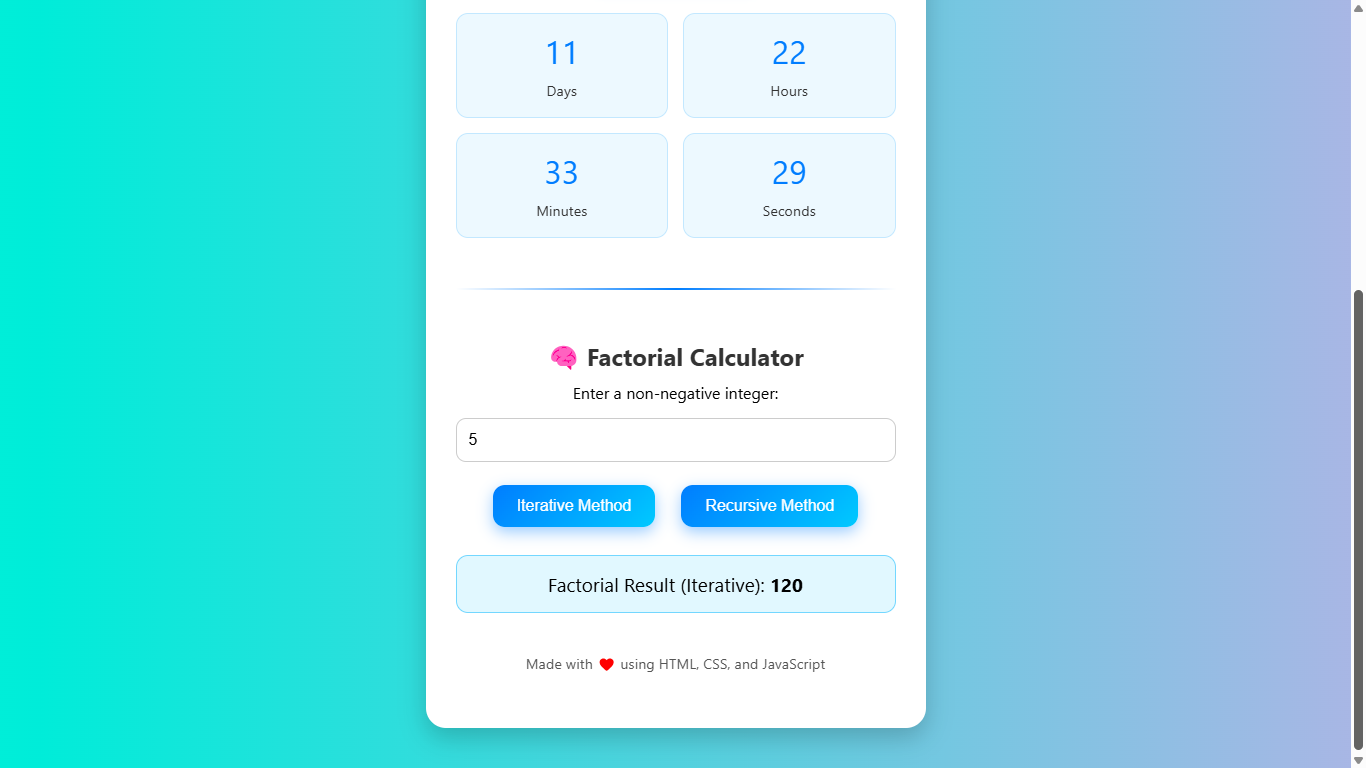 11 22
Days Hours
33 29
Minutes Seconds
🧠 Factorial Calculator
Enter a non-negative integer:
5
Iterative Method Recursive Method
Factorial Result (Iterative): 120
Made with ❤ using HTML, CSS, and JavaScript